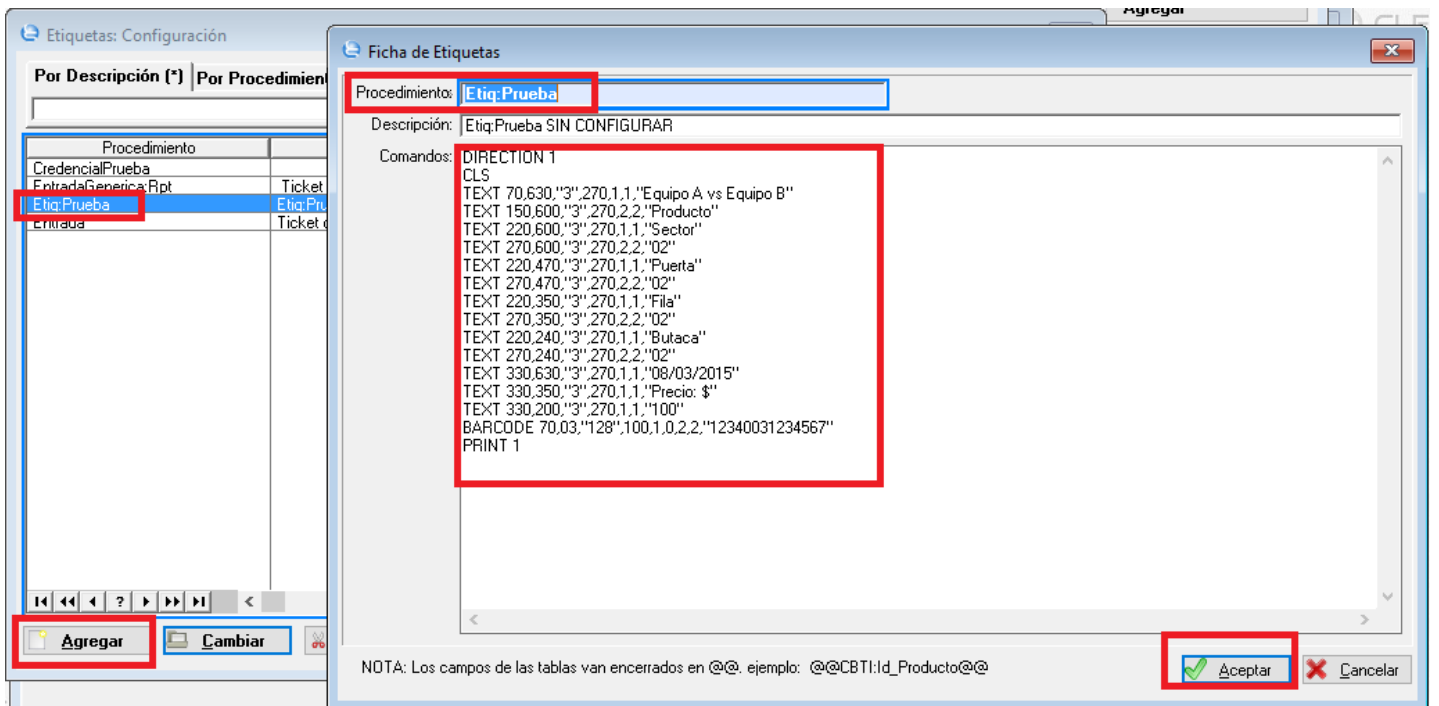 Agregar
Etiquetas: Configuración
Por Descripción (*)
Por Procedimient
Procedimiento
CredencialPrueba
EntradaGenerica:Rpt Ticket
Etiq:Prueba Etiq:Pru
Entrada Ticket
Agregar
Cambiar
Ficha de Etiquetas
Procedimiento: Etiq:Prueba
Descripción: Etiq:Prueba SIN CONFIGURAR
Comandos:
DIRECTION 1
CLS
TEXT 70,630,"3",270,1,1,"Equipo A vs Equipo B"
TEXT 150,600,"3",270,2,2,"Producto"
TEXT 220,600,"3",270,1,1,"Sector"
TEXT 270,600,"3",270,2,2,"02"
TEXT 220,470,"3",270,1,1,"Puerta"
TEXT 270,470,"3",270,2,2,"02"
TEXT 220,350,"3",270,1,1,"Fila"
TEXT 270,350,"3",270,2,2,"02"
TEXT 220,240,"3",270,1,1,"Butaca"
TEXT 270,240,"3",270,2,2,"02"
TEXT 330,630,"3",270,1,1,"08/03/2015"
TEXT 330,350,"3",270,1,1,"Precio: $"
TEXT 330,200,"3",270,1,1,"100"
BARCODE 70,03,"128",100,1,0,2,2,"12340031234567"
PRINT 1
NOTA: Los campos de las tablas van encerrados en @@. ejemplo: @@CBTI:Id_Producto@@
Aceptar
Cancelar